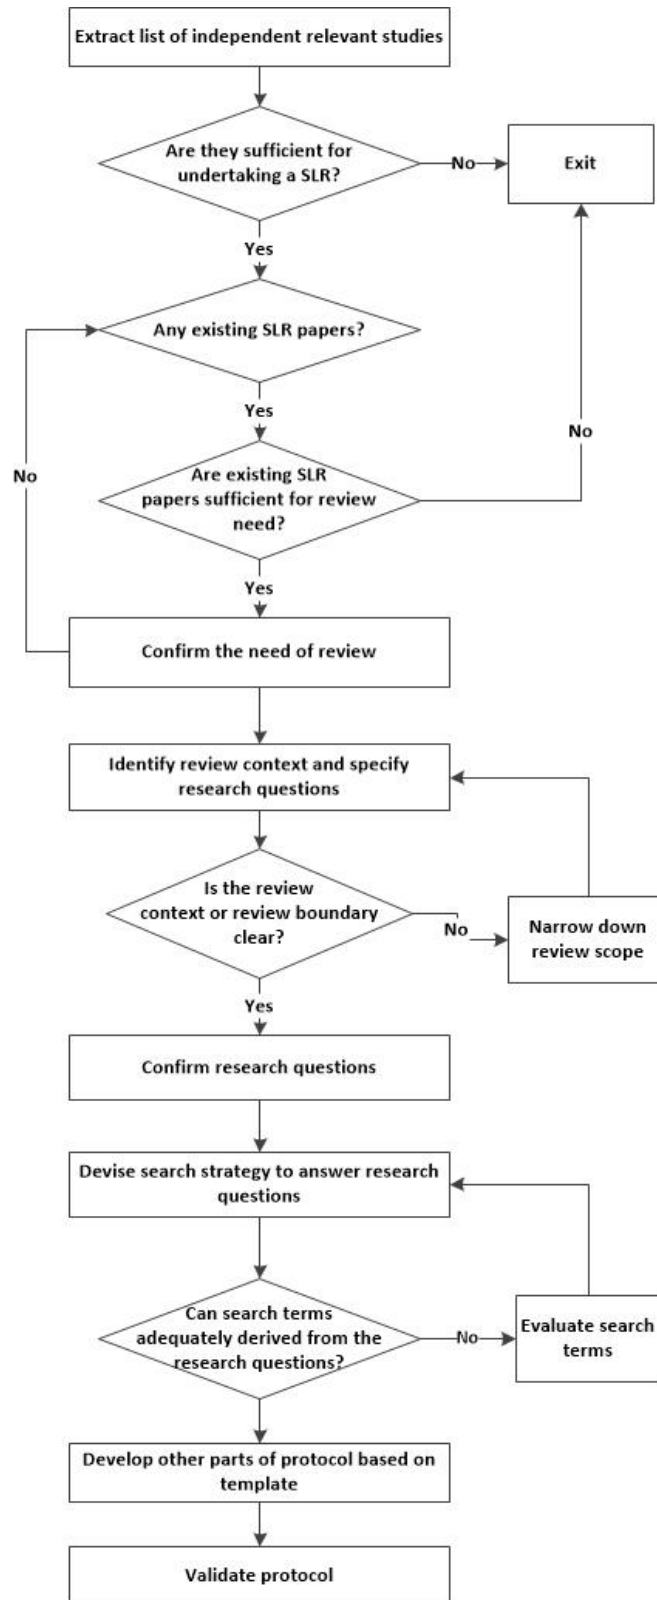 Extract list of independent relevant studies
Are they sufficient for
undertaking a SLR?
No
Exit
Yes
Any existing SLR papers?
Yes
No
No
Are existing SLR
papers sufficient for review
need?
Yes
Confirm the need of review
Identify review context and specify
research questions
Is the review
context or review boundary
clear?
No
Narrow down
review scope
Yes
Confirm research questions
Devise search strategy to answer research
questions
Can search terms
adequately derived from the
research questions?
No
Evaluate search
terms
Develop other parts of protocol based on
template
Validate protocol